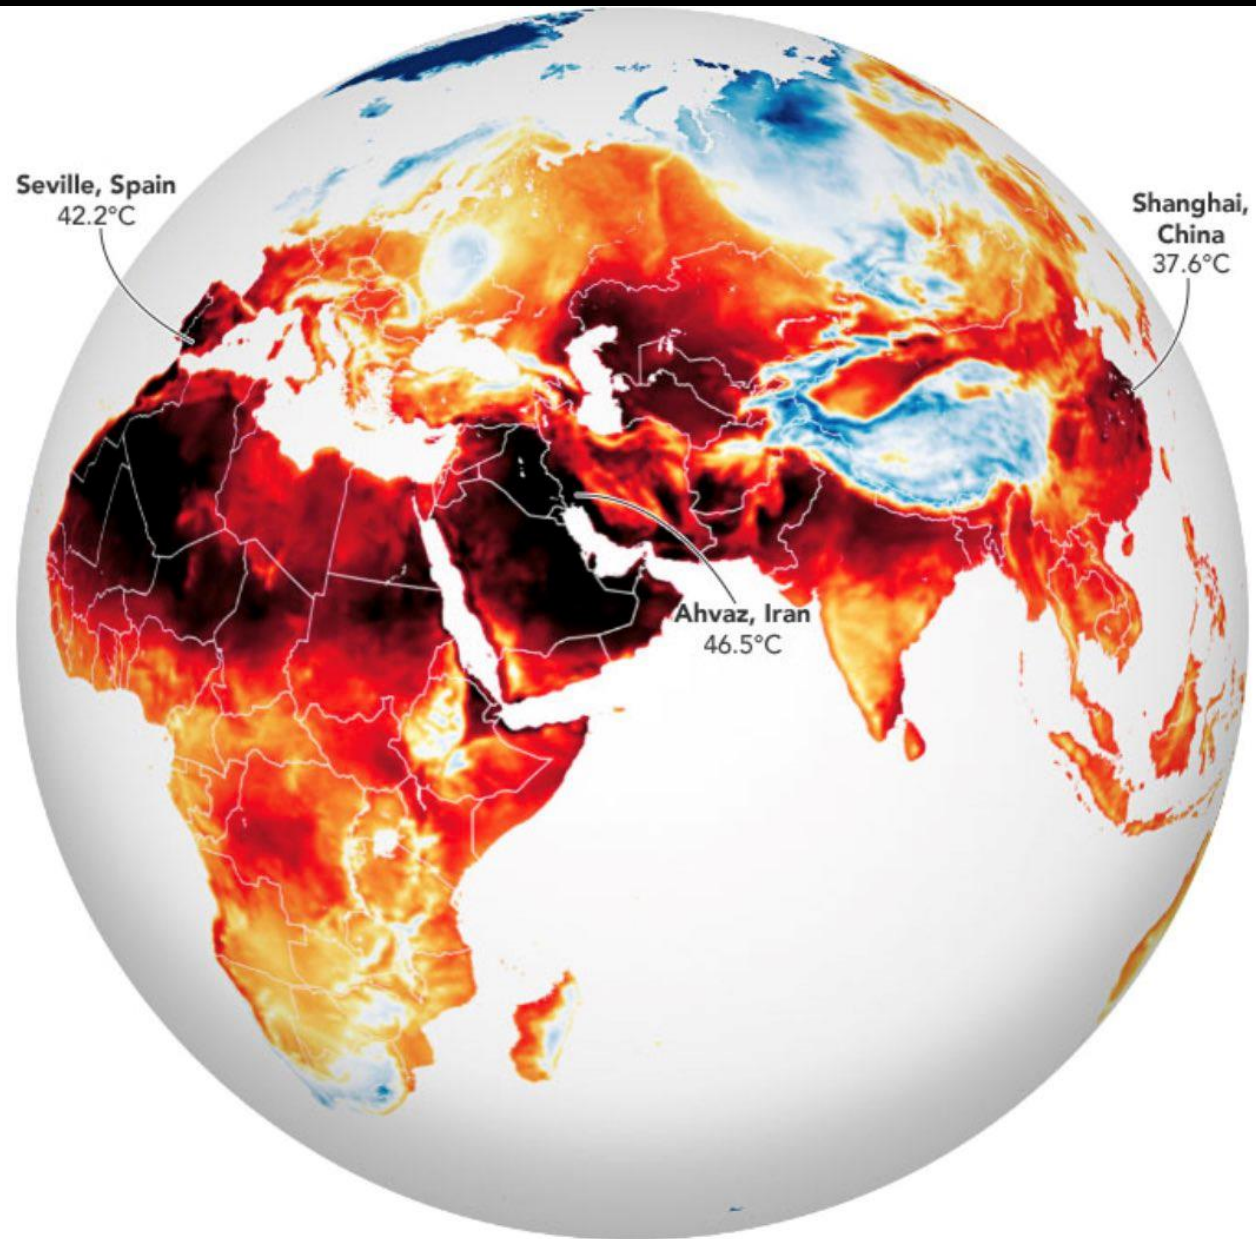 Seville, Spain
42.2°C
Shanghai,
China
37.6°C
Ahvaz, Iran
46.5°C